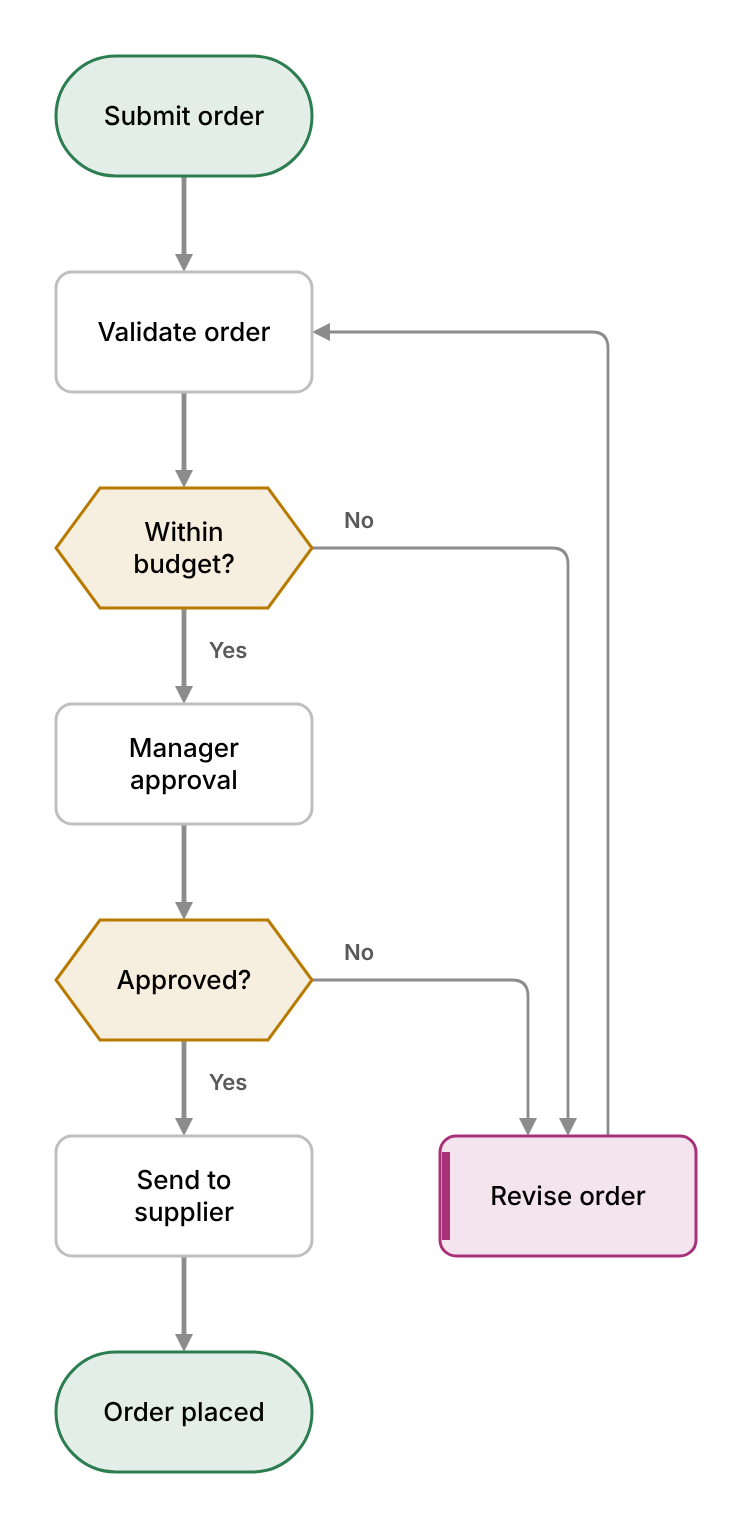 Submit order
Validate order
Within
budget?
No
Yes
Manager
approval
Approved?
No
Yes
Send to
supplier
Revise order
Order placed